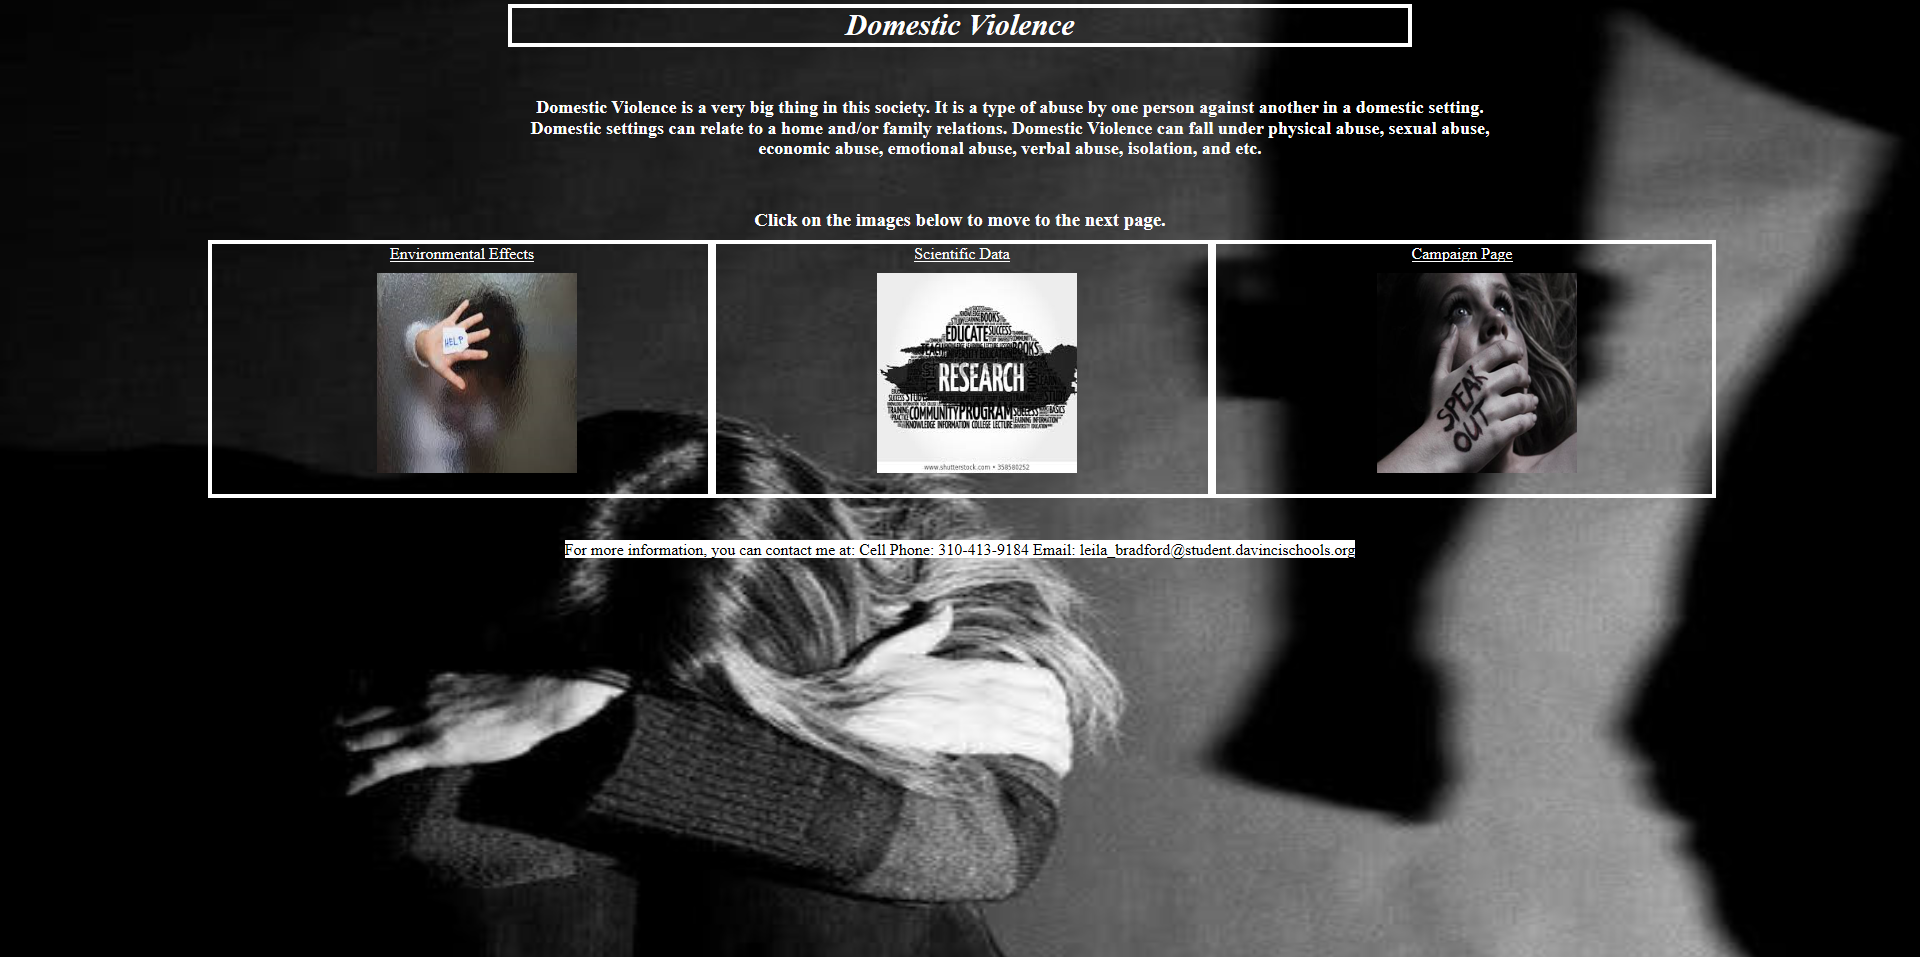 Domestic Violence
Domestic Violence is a very big thing in this society. It is a type of abuse by one person against another in a domestic setting.
Domestic settings can relate to a home and/or family relations. Domestic Violence can fall under physical abuse, sexual abuse,
economic abuse, emotional abuse, verbal abuse, isolation, and etc.
Click on the images below to move to the next page.
Environmental Effects
Scientific Data
Campaign Page
HELP
BOOKS
EDUCATE SUCCESS
BOOKS
RESEARCH
COMMUNITY PROGRAM SUCCESS BASICS
KNOWLEDGE INFORMATION COLLEGE LECTURE
www.shutterstock.com • 358580252
SPEAK
OUT
For more information, you can contact me at: Cell Phone: 310-413-9184 Email: leila_bradford@student.davincischools.org